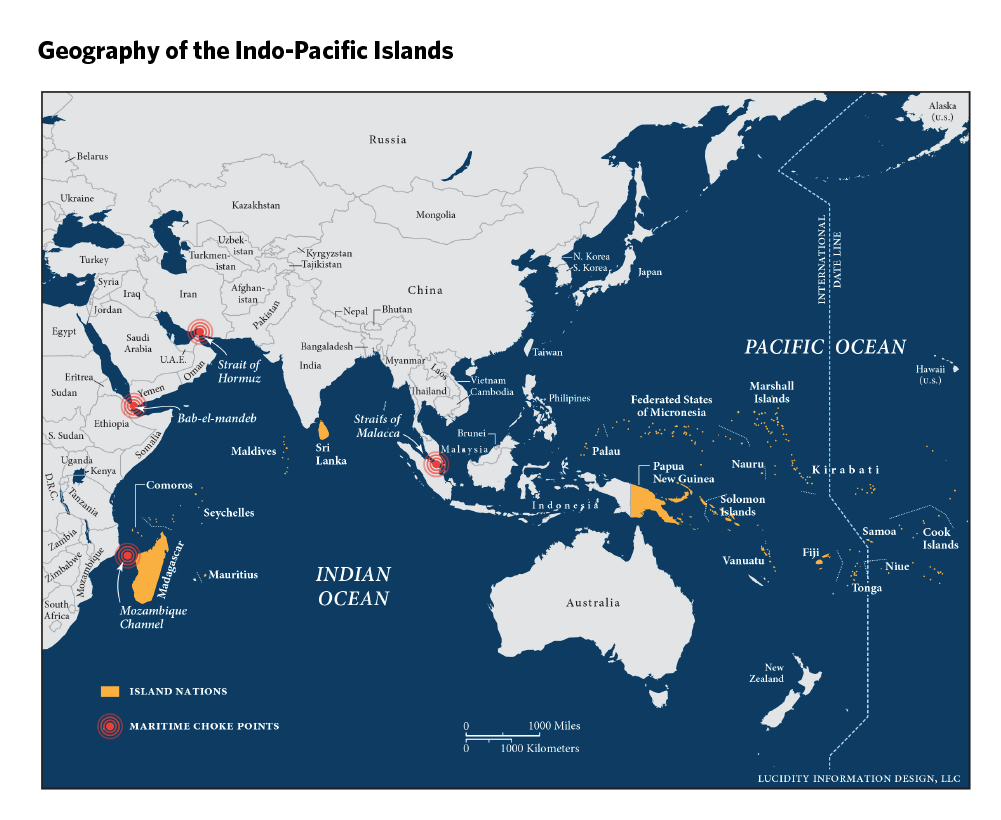 Geography of the Indo-Pacific Islands
Alaska
(U.S.)
Russia
Belarus
Ukraine
Kazakhstan
Mongolia
INTERNATIONAL
DATE LINE
Uzbek-
istan
Turkmen-
istan
Kyrgyzstan
Tajikistan
Turkey
N. Korea
S. Korea
Japan
Syria
Iraq
Iran
Afghan-
istan
China
Jordan
Pakistan
Nepal
Bhutan
Egypt
Saudi
Arabia
U.A.E.
Oman
Strait of
Hormuz
Bangladesh
India
Myanmar
Laos
Taiwan
PACIFIC OCEAN
Hawaii
(U.S.)
Eritrea
Sudan
Yemen
Thailand
Vietnam
Cambodia
Philipines
Marshall
Islands
Federated States
of Micronesia
Ethiopia
Bab-el-mandeb
Straits of
Malacca
S. Sudan
Somalia
Maldives
Sri
Lanka
Brunei
Malaysia
Palau
Uganda
Kenya
D.R.C.
Tanzania
Papua
New Guinea
Nauru
Kirabati
Comoros
Seychelles
Indonesia
Solomon
Islands
Zambia
Zimbabwe
Mozambique
Madagascar
Mauritius
INDIAN
OCEAN
Samoa
Cook
Islands
Vanuatu
Fiji
Niue
Tonga
South
Africa
Mozambique
Channel
Australia
New
Zealand
ISLAND NATIONS
MARITIME CHOKE POINTS
0 1000 Miles
0 1000 Kilometers
LUCIDITY INFORMATION DESIGN, LLC